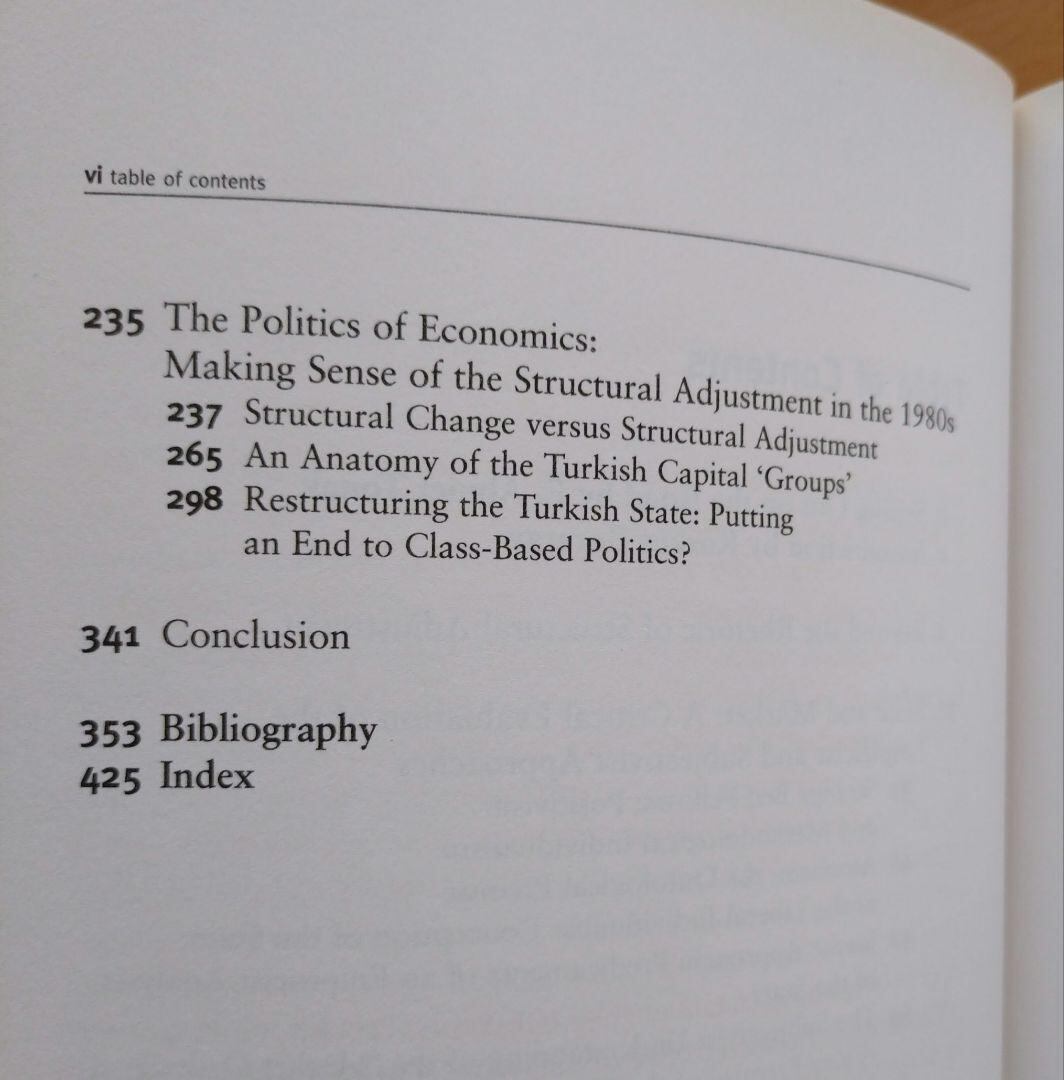 vi table of contents
235 The Politics of Economics:
Making Sense of the Structural Adjustment in the 1980s
237 Structural Change versus Structural Adjustment
265 An Anatomy of the Turkish Capital ‘Groups’
298 Restructuring the Turkish State: Putting
an End to Class-Based Politics?
341 Conclusion
353 Bibliography
425 Index